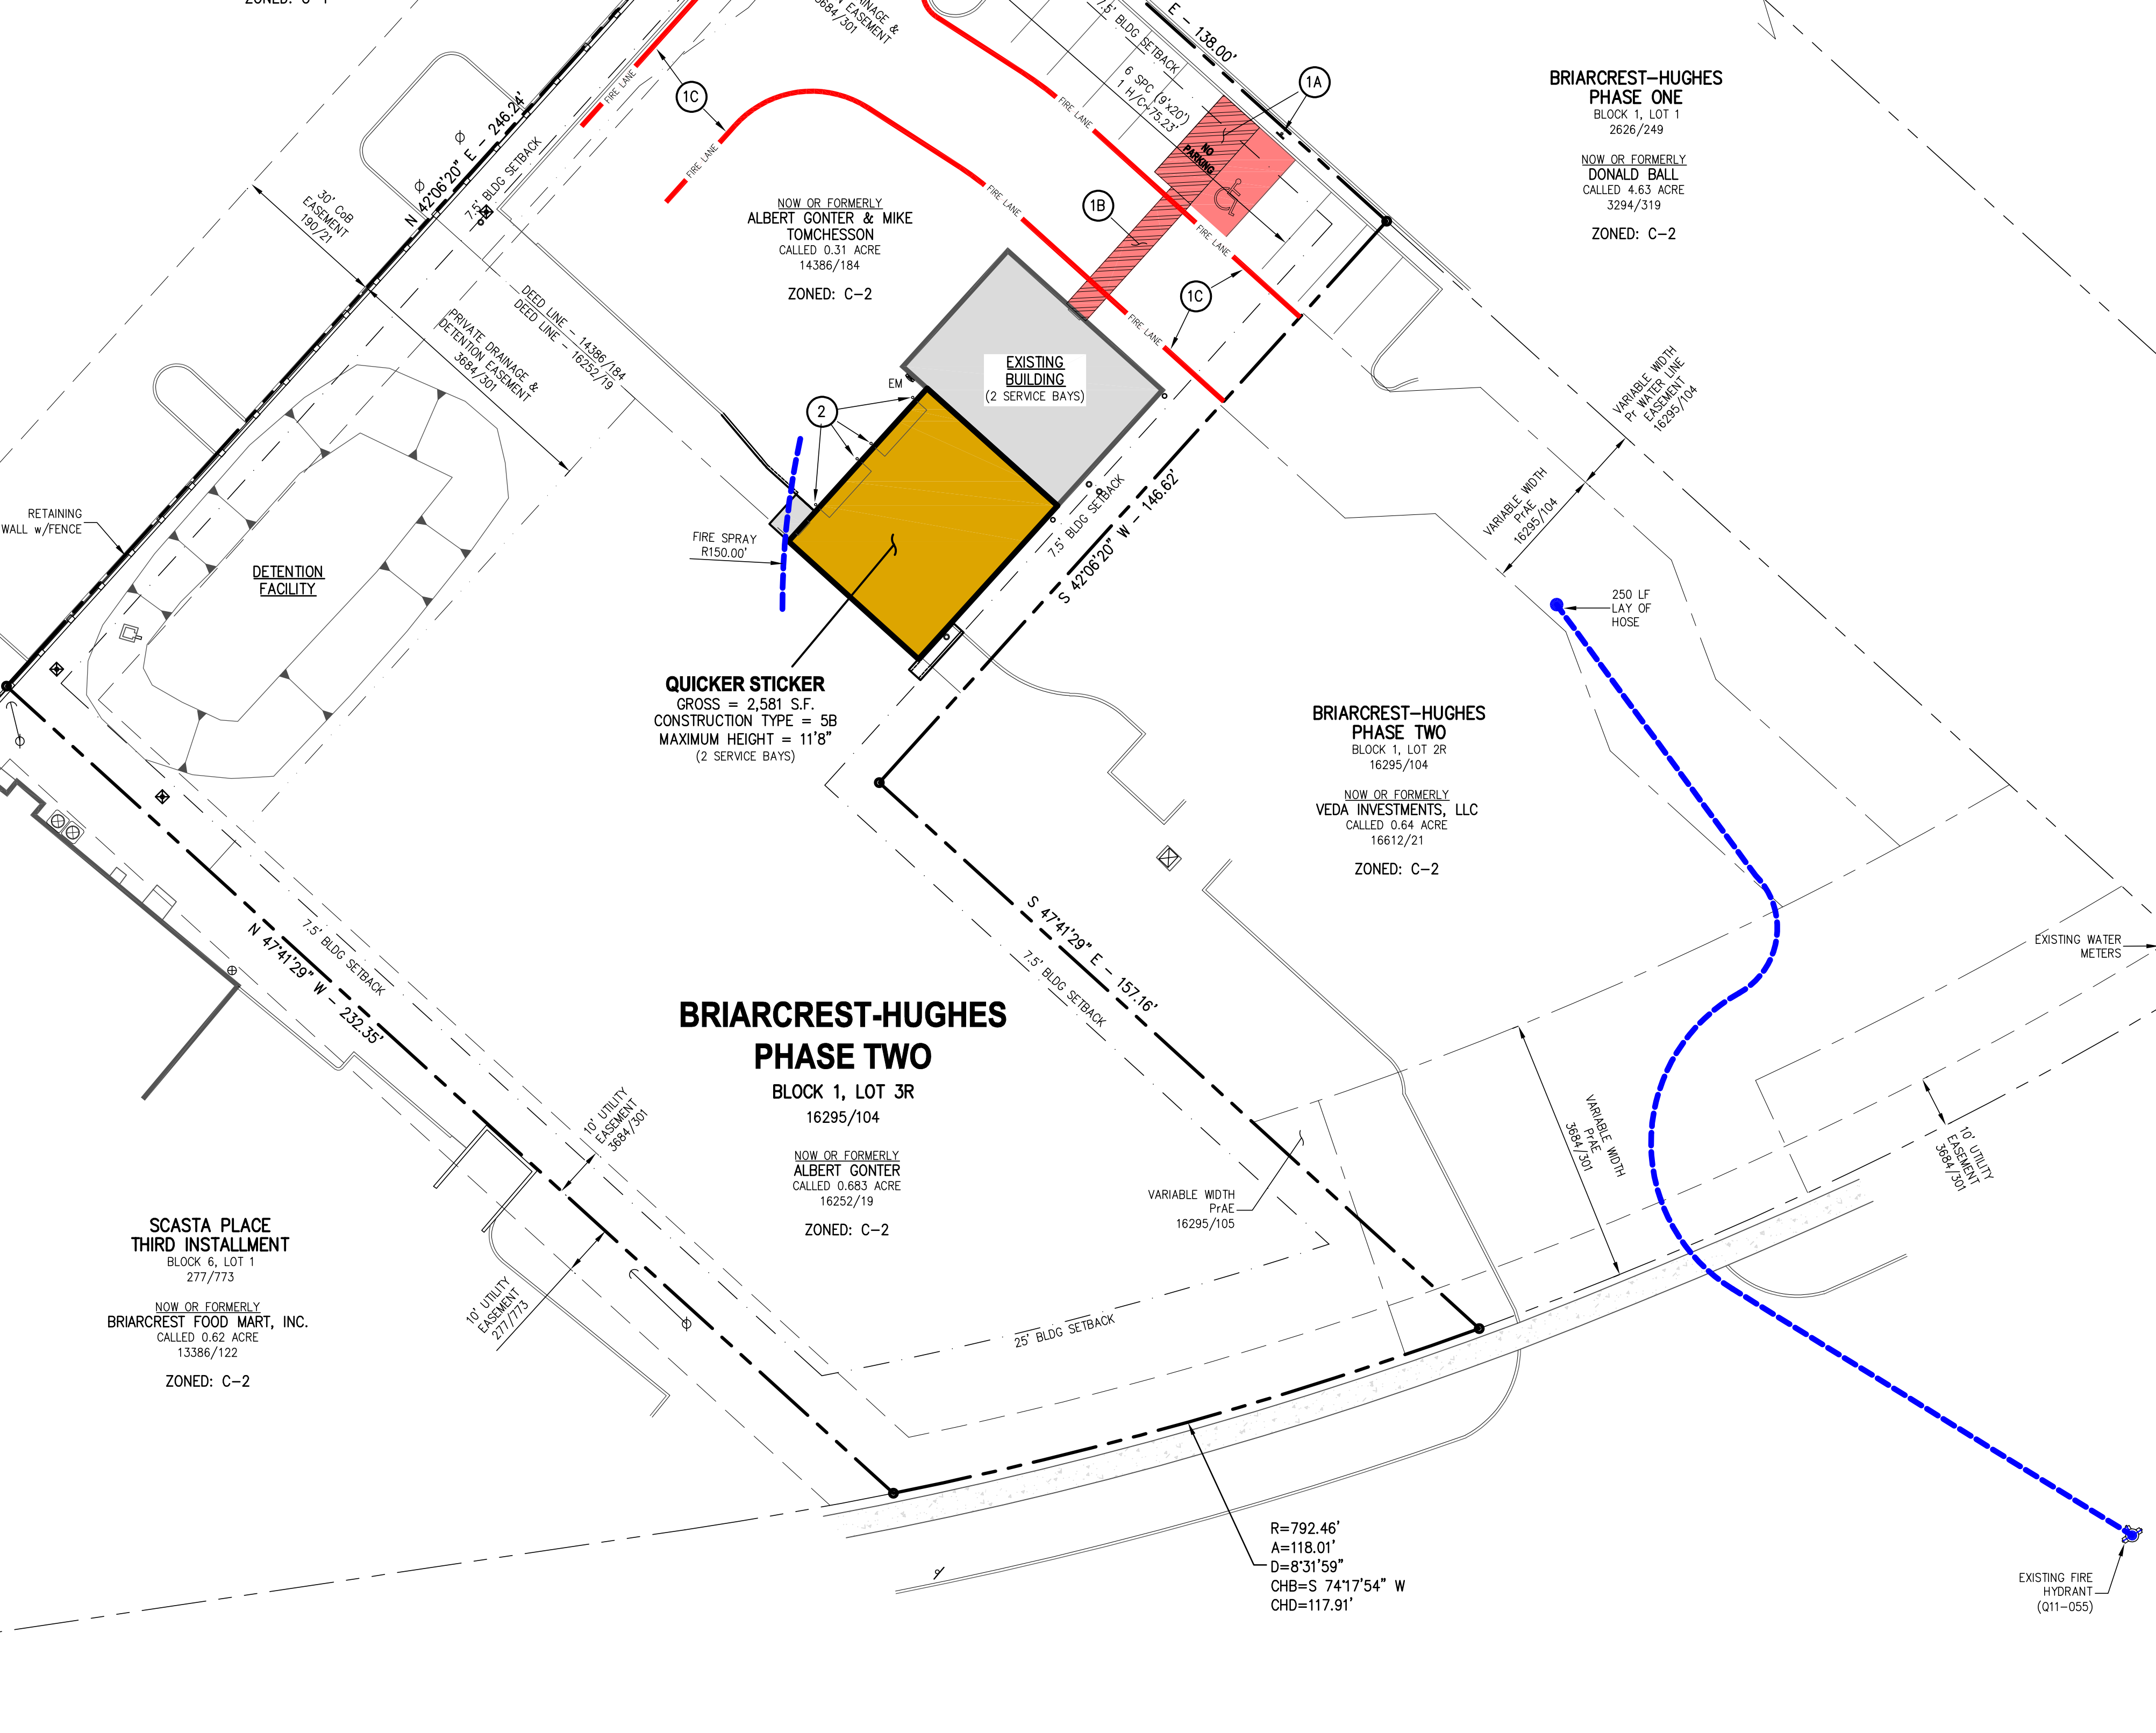 ZONED: C-1
DRAINAGE &
EASEMENT
3684/301
7.5' BLDG SETBACK
E - 138.00'
6 SPC (9'x20')
1 H/C~75.23'
1A
NO
PARKING
1B
1C
1C
FIRE LANE
FIRE LANE
FIRE LANE
FIRE LANE
FIRE LANE
FIRE LANE
N 42°06'20" E - 246.24'
7.5' BLDG SETBACK
30' CoB
EASEMENT
190/21
PRIVATE DRAINAGE &
DETENTION EASEMENT
3684/301
DEED LINE - 14386/184
DEED LINE - 16252/19
NOW OR FORMERLY
ALBERT GONTER & MIKE
TOMCHESSON
CALLED 0.31 ACRE
14386/184
ZONED: C-2
BRIARCREST-HUGHES
PHASE ONE
BLOCK 1, LOT 1
2626/249
NOW OR FORMERLY
DONALD BALL
CALLED 4.63 ACRE
3294/319
ZONED: C-2
EXISTING
BUILDING
(2 SERVICE BAYS)
EM
2
VARIABLE WIDTH
Pr WATER LINE
EASEMENT
16295/104
VARIABLE WIDTH
PrAE
16295/104
RETAINING
WALL w/FENCE
FIRE SPRAY
R150.00'
7.5' BLDG SETBACK
S 42°06'20" W - 146.62'
DETENTION
FACILITY
250 LF
LAY OF
HOSE
QUICKER STICKER
GROSS = 2,581 S.F.
CONSTRUCTION TYPE = 5B
MAXIMUM HEIGHT = 11'8"
(2 SERVICE BAYS)
BRIARCREST-HUGHES
PHASE TWO
BLOCK 1, LOT 2R
16295/104
NOW OR FORMERLY
VEDA INVESTMENTS, LLC
CALLED 0.64 ACRE
16612/21
ZONED: C-2
7.5' BLDG SETBACK
N 47°41'29" W - 232.35'
S 47°41'29" E - 157.16'
7.5' BLDG SETBACK
EXISTING WATER
METERS
BRIARCREST-HUGHES
PHASE TWO
BLOCK 1, LOT 3R
16295/104
NOW OR FORMERLY
ALBERT GONTER
CALLED 0.683 ACRE
16252/19
ZONED: C-2
10' UTILITY
EASEMENT
3684/301
VARIABLE WIDTH
PrAE
3684/301
10' UTILITY
EASEMENT
3684/301
VARIABLE WIDTH
PrAE
16295/105
SCASTA PLACE
THIRD INSTALLMENT
BLOCK 6, LOT 1
277/773
NOW OR FORMERLY
BRIARCREST FOOD MART, INC.
CALLED 0.62 ACRE
13386/122
ZONED: C-2
10' UTILITY
EASEMENT
277/773
25' BLDG SETBACK
R=792.46'
A=118.01'
D=8°31'59"
CHB=S 74°17'54" W
CHD=117.91'
EXISTING FIRE
HYDRANT
(Q11-055)